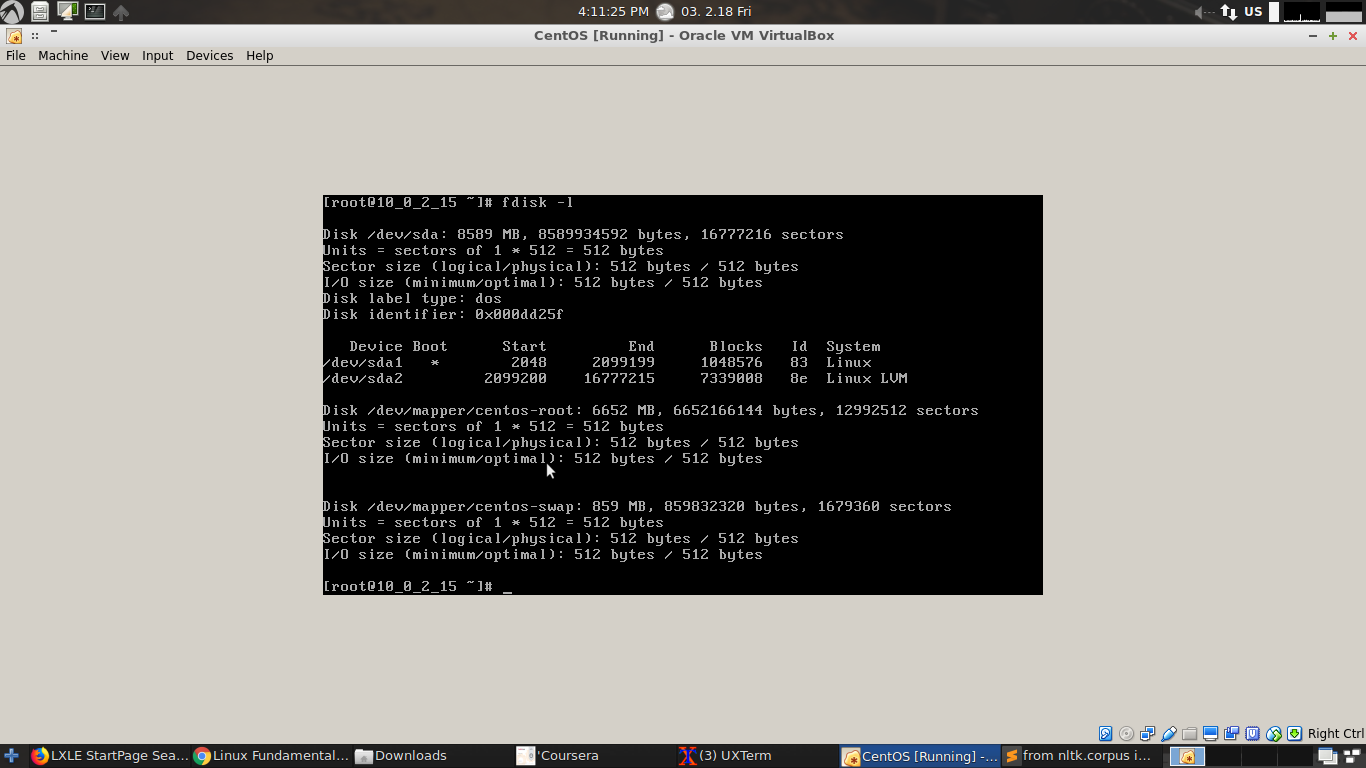 4:11:25 PM 03. 2.18 Fri US
CentOS [Running] - Oracle VM VirtualBox
File Machine View Input Devices Help
[root@10_0_2_15 ~]# fdisk -l
Disk /dev/sda: 8589 MB, 8589934592 bytes, 16777216 sectors
Units = sectors of 1 * 512 = 512 bytes
Sector size (logical/physical): 512 bytes / 512 bytes
I/O size (minimum/optimal): 512 bytes / 512 bytes
Disk label type: dos
Disk identifier: 0x000dd25f
Device Boot Start End Blocks Id System
/dev/sda1 * 2048 2099199 1048576 83 Linux
/dev/sda2 2099200 16777215 7339008 8e Linux LVM
Disk /dev/mapper/centos-root: 6652 MB, 6652166144 bytes, 12992512 sectors
Units = sectors of 1 * 512 = 512 bytes
Sector size (logical/physical): 512 bytes / 512 bytes
I/O size (minimum/optimal): 512 bytes / 512 bytes
Disk /dev/mapper/centos-swap: 859 MB, 859832320 bytes, 1679360 sectors
Units = sectors of 1 * 512 = 512 bytes
Sector size (logical/physical): 512 bytes / 512 bytes
I/O size (minimum/optimal): 512 bytes / 512 bytes
[root@10_0_2_15 ~]# _
Right Ctrl
LXLE StartPage Sea... Linux Fundamental... Downloads 'Coursera (3) UXTerm CentOS [Running] -... from nltk.corpus i...